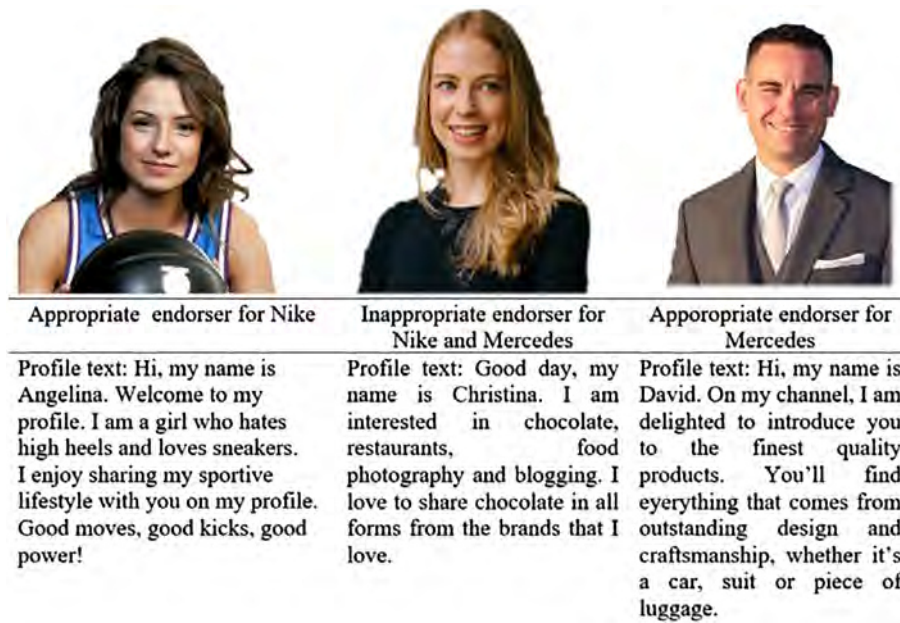 Appropriate endorser for Nike
Inappropriate endorser for
Nike and Mercedes
Apporopriate endorser for
Mercedes
Profile text: Hi, my name is
Angelina. Welcome to my
profile. I am a girl who hates
high heels and loves sneakers.
I enjoy sharing my sportive
lifestyle with you on my profile.
Good moves, good kicks, good
power!
Profile text: Good day, my
name is Christina. I am
interested in chocolate,
restaurants, food
photography and blogging. I
love to share chocolate in all
forms from the brands that I
love.
Profile text: Hi, my name is
David. On my channel, I am
delighted to introduce you
to the finest quality
products. You'll find
eyerything that comes from
outstanding design and
craftsmanship, whether it's
a car, suit or piece of
luggage.